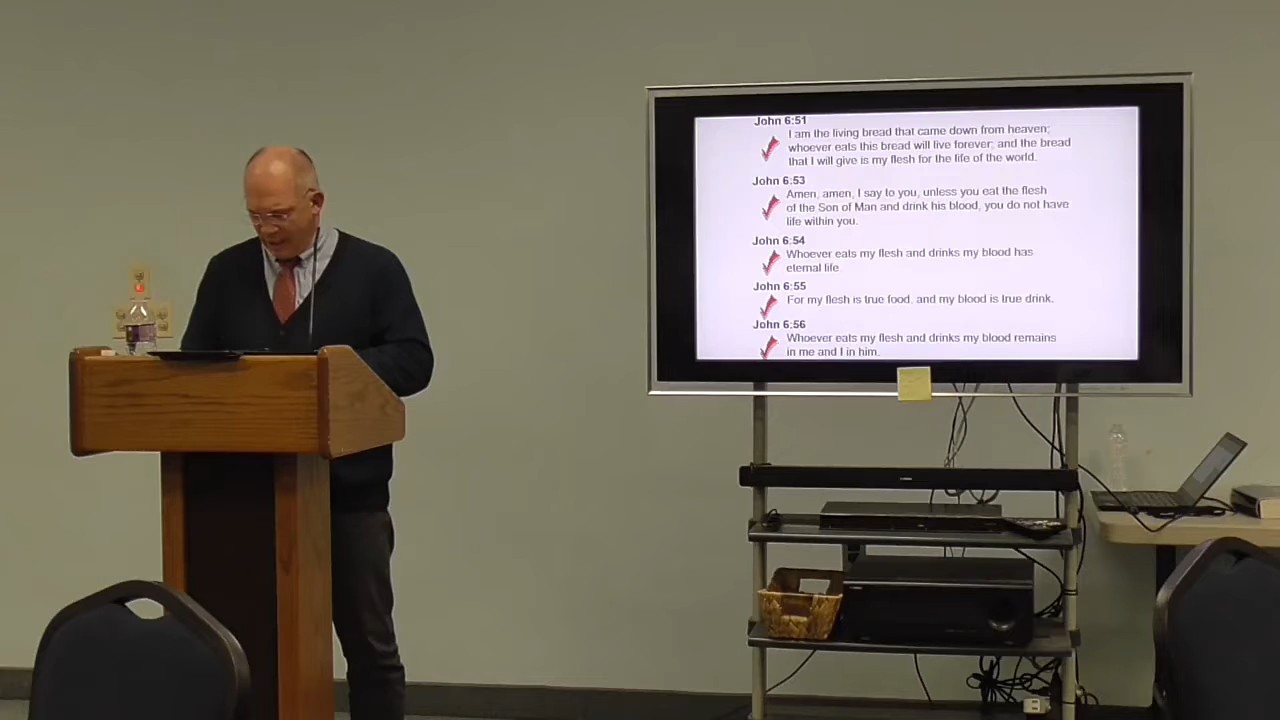 John 6:51
I am the living bread that came down from heaven;
whoever eats this bread will live forever; and the bread
that I will give is my flesh for the life of the world.
John 6:53
Amen, amen, I say to you, unless you eat the flesh
of the Son of Man and drink his blood, you do not have
life within you.
John 6:54
Whoever eats my flesh and drinks my blood has
eternal life.
John 6:55
For my flesh is true food, and my blood is true drink.
John 6:56
Whoever eats my flesh and drinks my blood remains
in me and I in him.